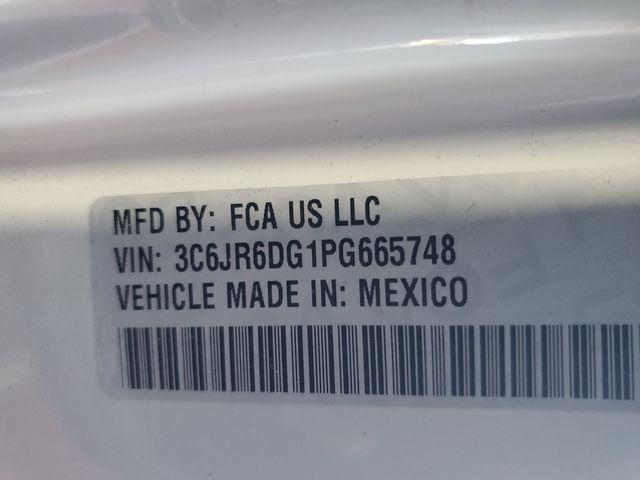 MFD BY: FCA US LLC
VIN: 3C6JR6DG1PG665748
VEHICLE MADE IN: MEXICO